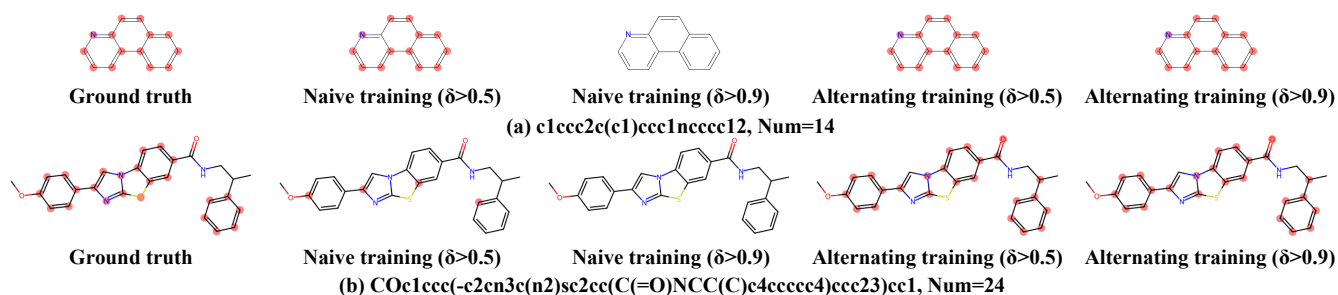 N N N N N
Ground truth Naive training (δ>0.5) Naive training (δ>0.9) Alternating training (δ>0.5) Alternating training (δ>0.9)
(a) c1ccc2c(c1)ccc1ncccc12, Num=14
O O O O O
N N N N N
N H N H N H N H N H
O N S O N S O N S O N S O N S
Ground truth Naive training (δ>0.5) Naive training (δ>0.9) Alternating training (δ>0.5) Alternating training (δ>0.9)
(b) COc1ccc(-c2cn3c(n2)sc2cc(C(=O)NCC(C)c4ccccc4)ccc23)cc1, Num=24